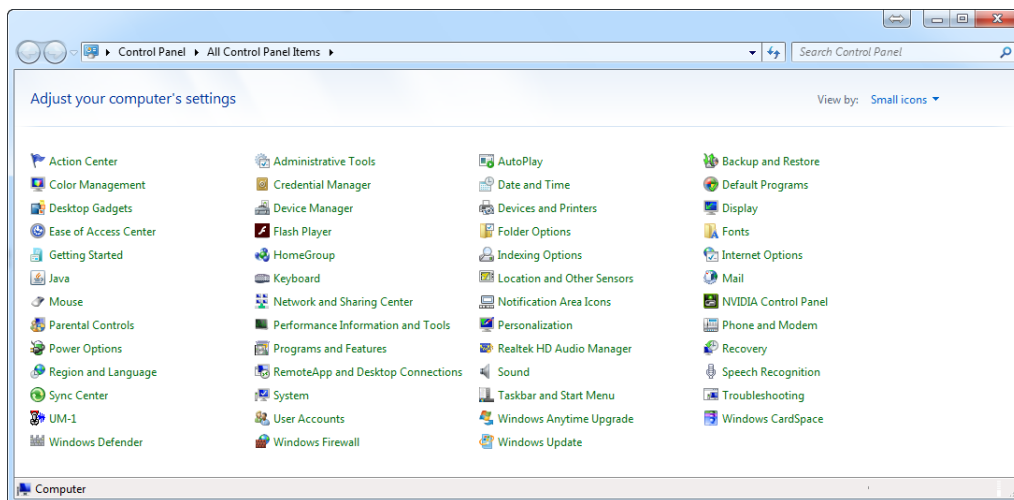 Control Panel All Control Panel Items Search Control Panel
Adjust your computer's settings View by: Small icons
Action Center Administrative Tools AutoPlay Backup and Restore
Color Management Credential Manager Date and Time Default Programs
Desktop Gadgets Device Manager Devices and Printers Display
Ease of Access Center Flash Player Folder Options Fonts
Getting Started HomeGroup Indexing Options Internet Options
Java Keyboard Location and Other Sensors Mail
Mouse Network and Sharing Center Notification Area Icons NVIDIA Control Panel
Parental Controls Performance Information and Tools Personalization Phone and Modem
Power Options Programs and Features Realtek HD Audio Manager Recovery
Region and Language RemoteApp and Desktop Connections Sound Speech Recognition
Sync Center System Taskbar and Start Menu Troubleshooting
UM-1 User Accounts Windows Anytime Upgrade Windows CardSpace
Windows Defender Windows Firewall Windows Update
Computer